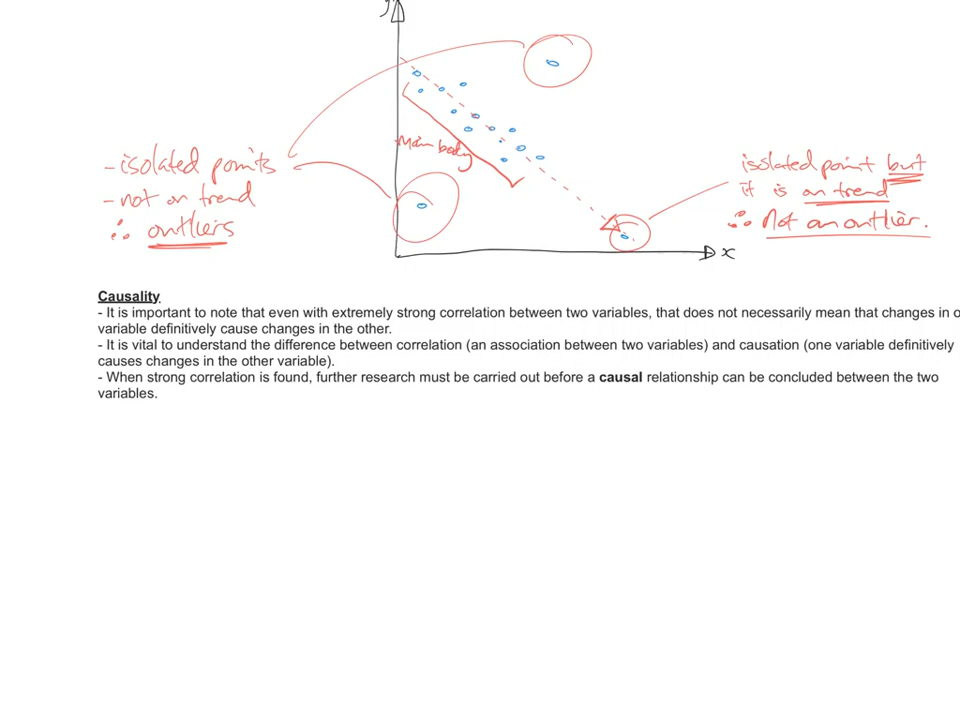 y
Main body
- isolated points
- not on trend
∴ outliers
isolated point but
it is on trend
∴ Not an outlier.
x
Causality
- It is important to note that even with extremely strong correlation between two variables, that does not necessarily mean that changes in o
variable definitively cause changes in the other.
- It is vital to understand the difference between correlation (an association between two variables) and causation (one variable definitively
causes changes in the other variable).
- When strong correlation is found, further research must be carried out before a causal relationship can be concluded between the two
variables.